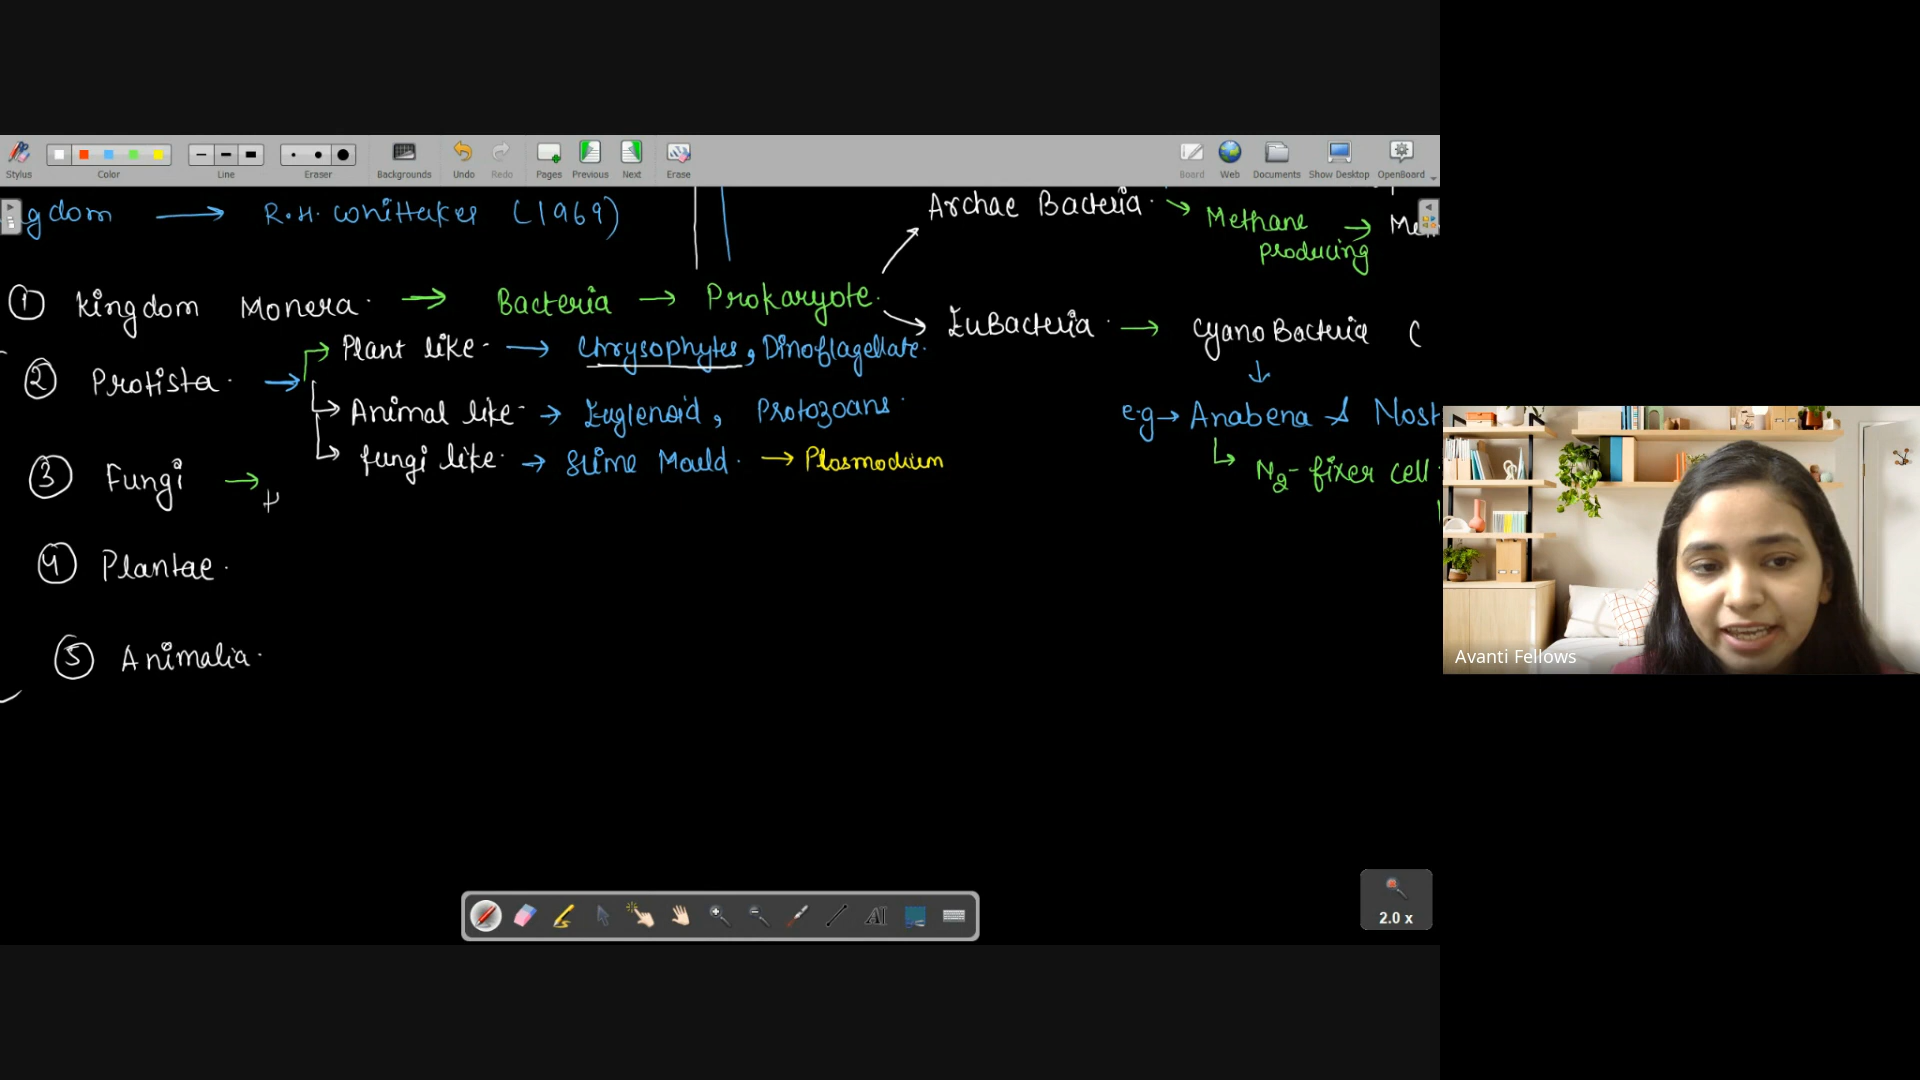 Stylus Color Line Eraser Backgrounds Undo Redo Pages Previous Next Erase Board Web Documents Show Desktop OpenBoard
gdom → R.H. Whittaker (1969)
Archae Bacteria. → Methane producing →
① Kingdom Monera. → Bacteria → Prokaryote.
EuBacteria. → Cyano Bacteria (
② Protista. → Plant like - → Chrysophytes, Dinoflagellate.
Animal like - → Euglenoid, Protozoans.
fungi like. → Slime Mould. → Plasmodium
e.g → Anabena & Nost
N2-fixer cell
③ Fungi →
④ Plantae.
⑤ Animalia.
Avanti Fellows
2.0 x